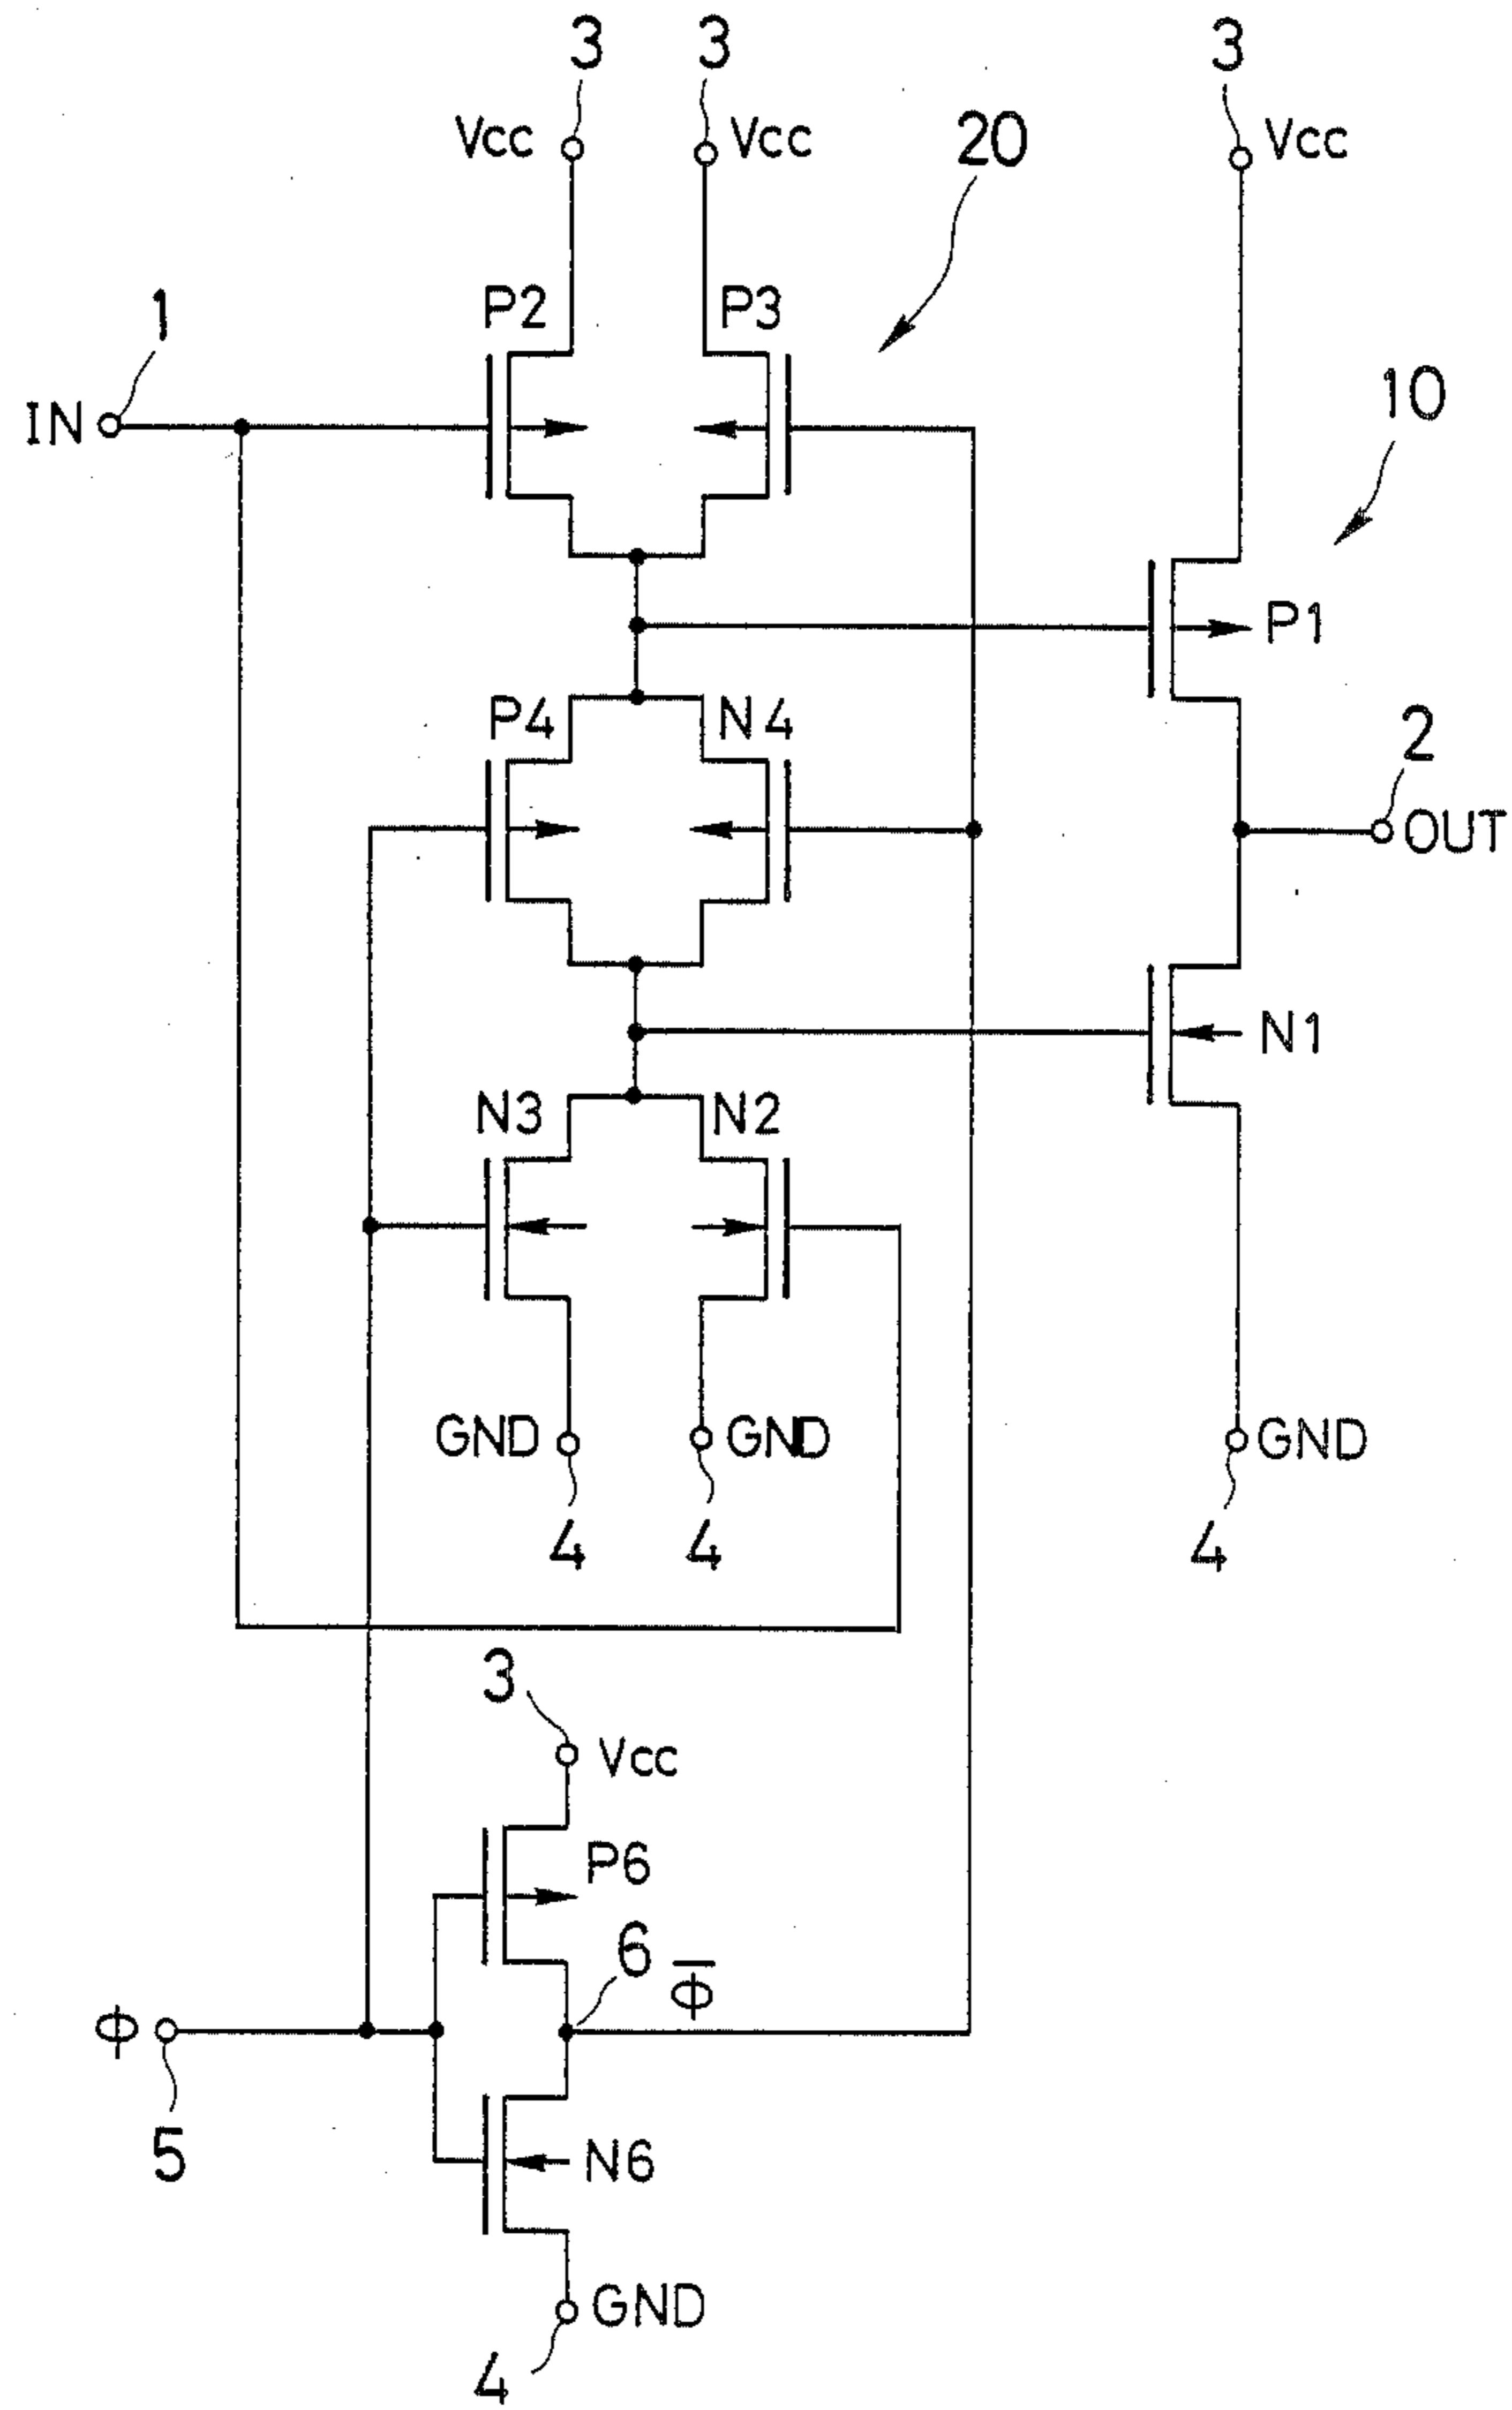 3 3 3
Vcc Vcc 20 Vcc
P2 P3
1
IN
10
P1
P4 N4
2
OUT
N1
N3 N2
GND GND GND
4 4 4
3
Vcc
P6
6 Φ̅
Φ
5
N6
GND
4